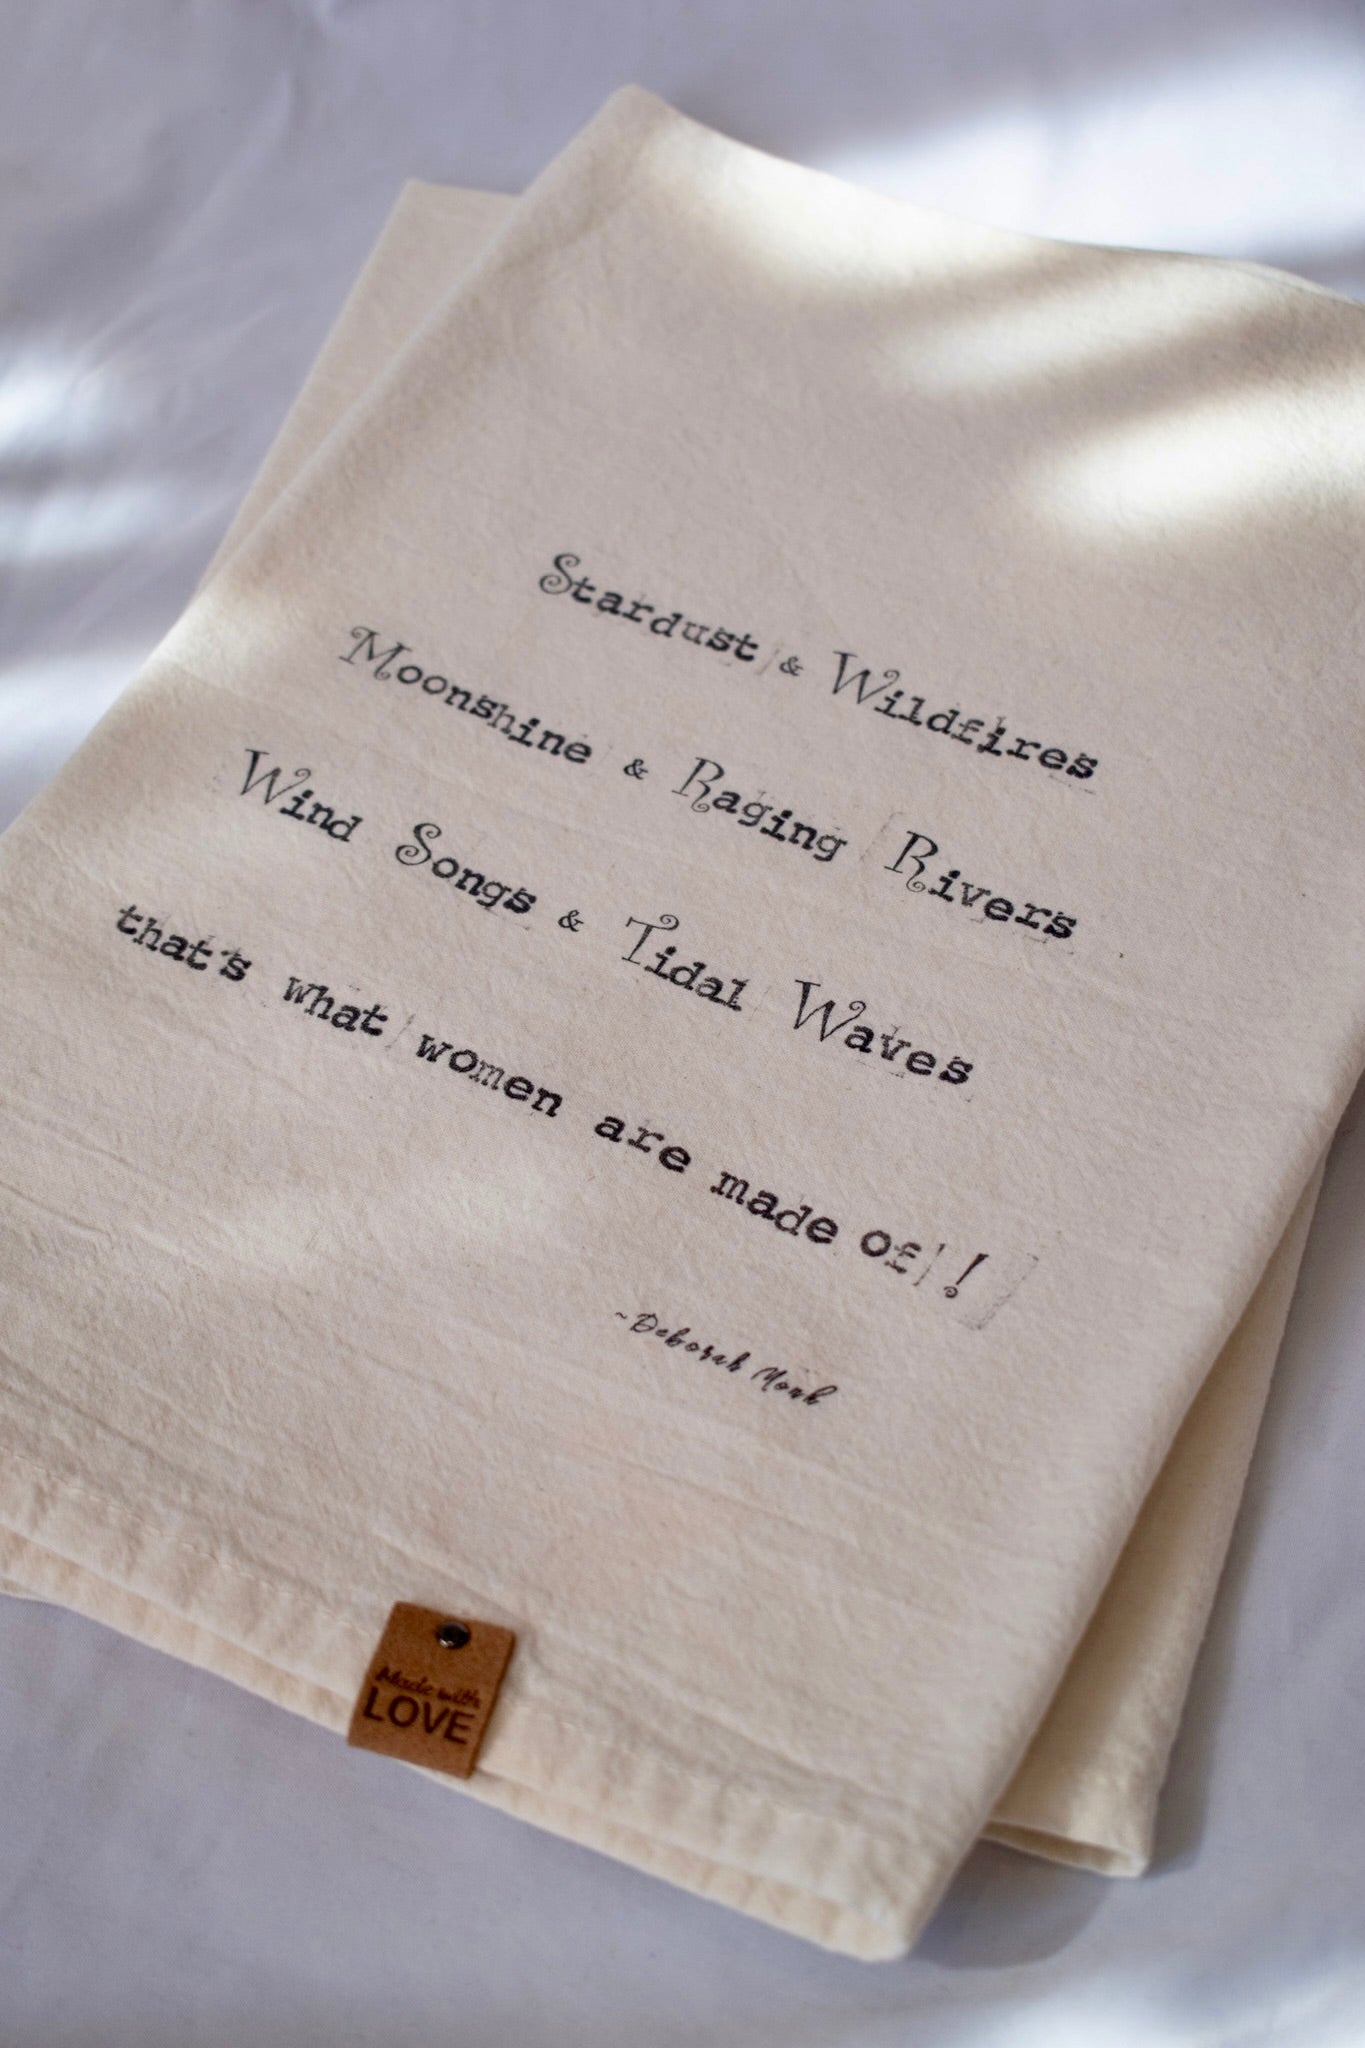 Stardust & Wildfires
Moonshine & Raging Rivers
Wind Songs & Tidal Waves
that's what women are made of!
~Deborah Monk
Made with
LOVE